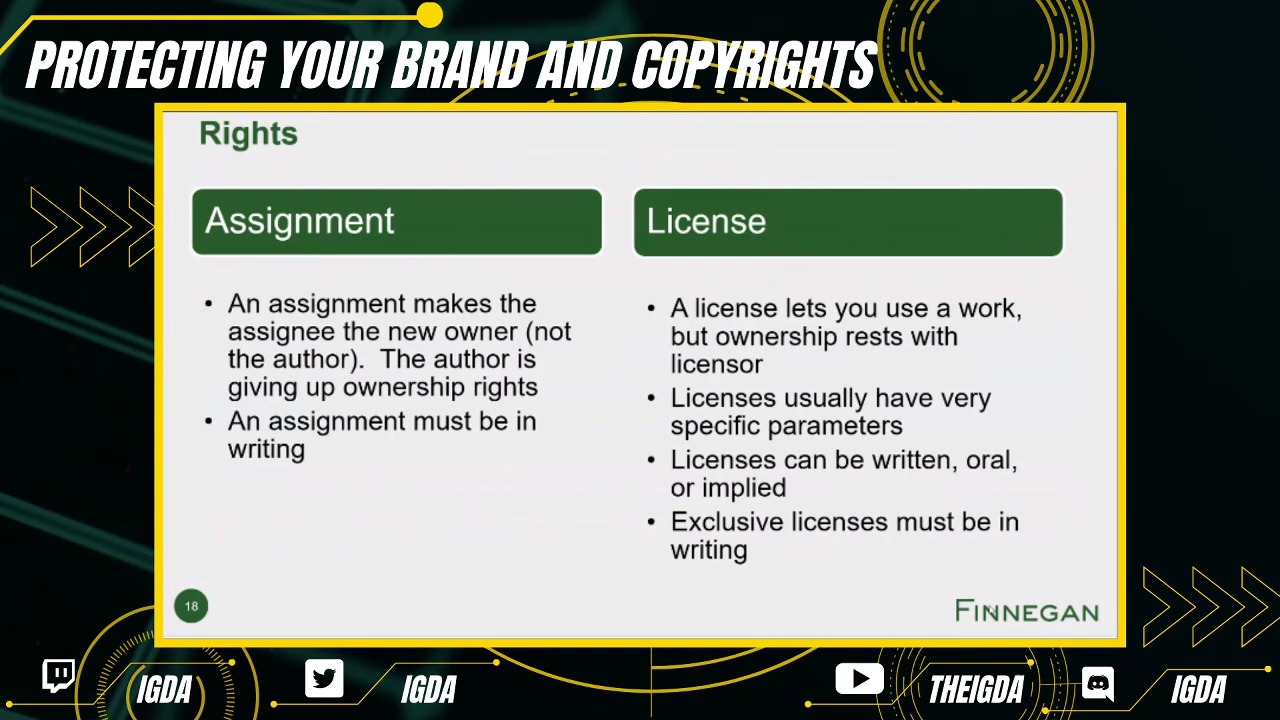 PROTECTING YOUR BRAND AND COPYRIGHTS
Rights
Assignment
• An assignment makes the
assignee the new owner (not
the author). The author is
giving up ownership rights
• An assignment must be in
writing
License
• A license lets you use a work,
but ownership rests with
licensor
• Licenses usually have very
specific parameters
• Licenses can be written, oral,
or implied
• Exclusive licenses must be in
writing
18
FINNEGAN
IGDA
IGDA
THEIGDA
IGDA